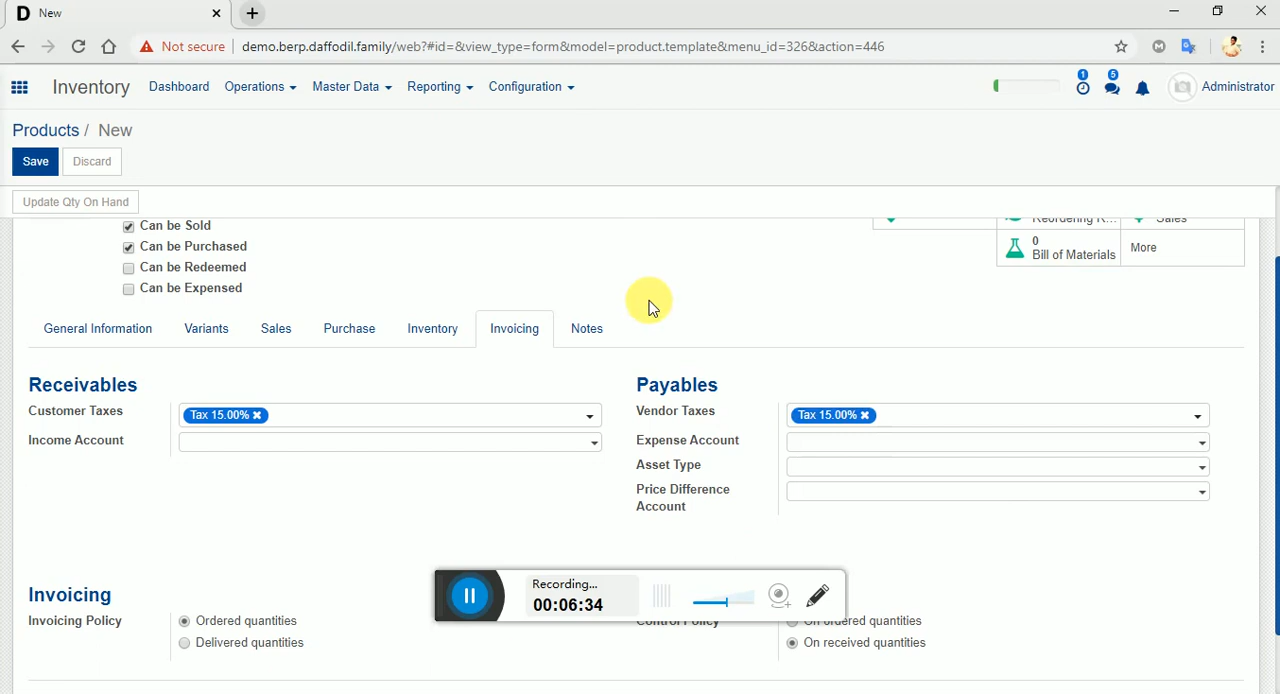 D New
Not secure demo.berp.daffodil.family/web?#id=&view_type=form&model=product.template&menu_id=326&action=446
Inventory Dashboard Operations Master Data Reporting Configuration 1 5 Administrator
Products / New
Save Discard
Update Qty On Hand
Can be Sold
Reordering R... Sales
Can be Purchased
0
Bill of Materials More
Can be Redeemed
Can be Expensed
General Information Variants Sales Purchase Inventory Invoicing Notes
Receivables Payables
Customer Taxes Tax 15.00% Vendor Taxes Tax 15.00%
Income Account Expense Account
Asset Type
Price Difference
Account
Recording...
00:06:34
Invoicing
Invoicing Policy Ordered quantities Control Policy On ordered quantities
Delivered quantities On received quantities